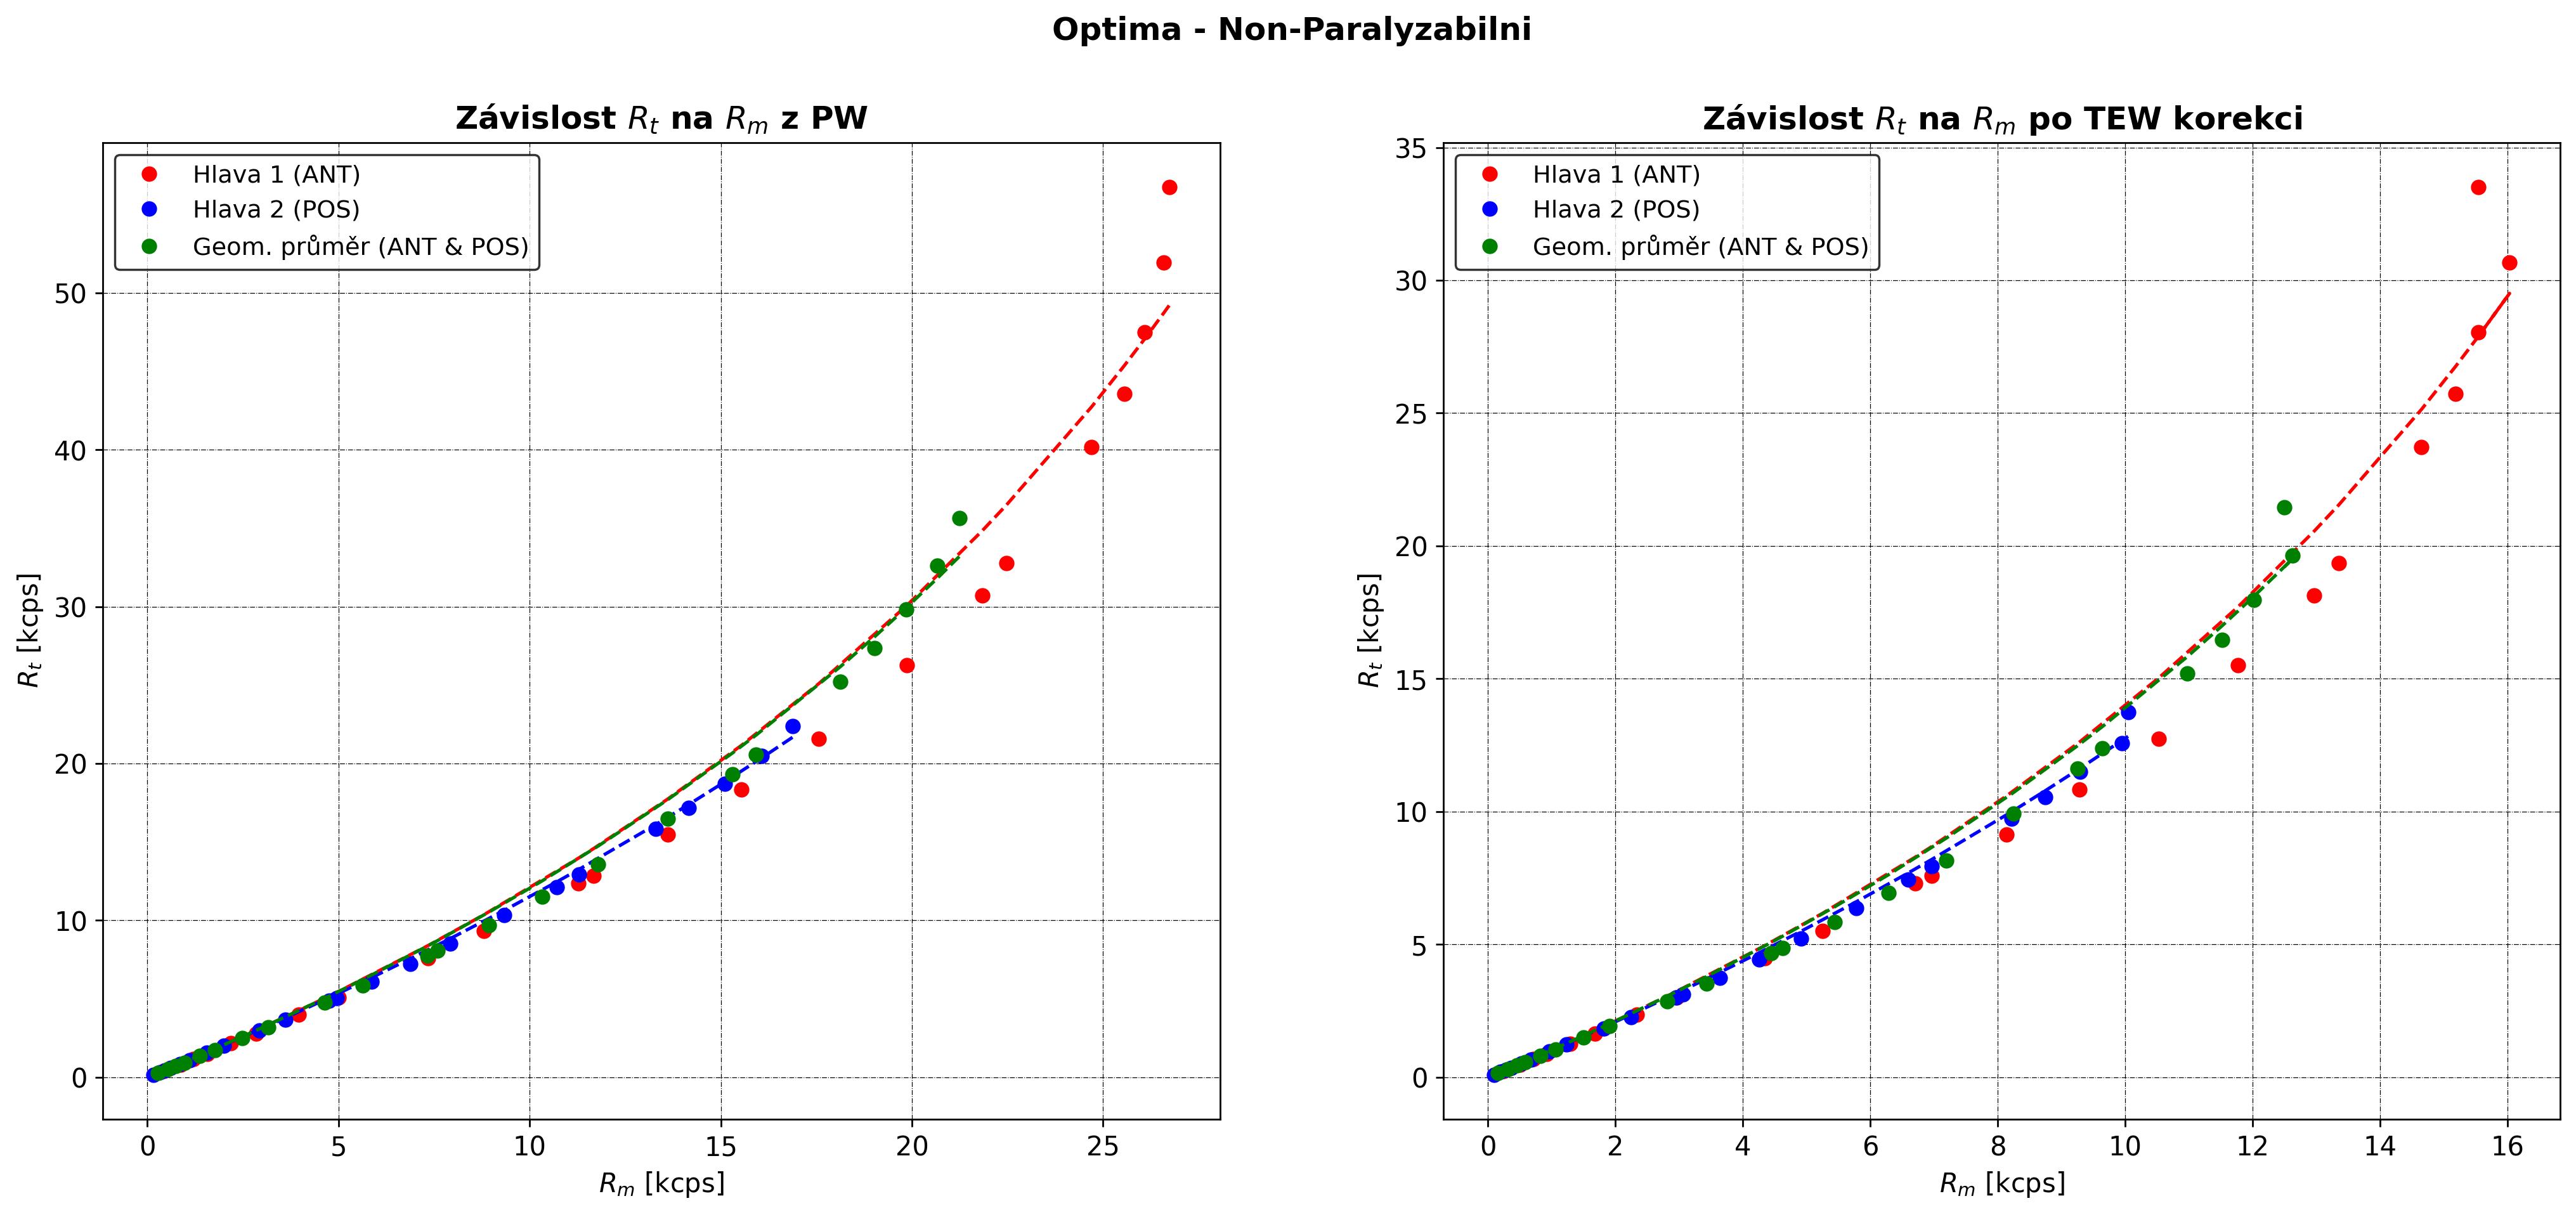 Optima - Non-Paralyzabilni
Závislost R_t na R_m z PW
Hlava 1 (ANT)
Hlava 2 (POS)
Geom. průměr (ANT & POS)
50
40
30
20
10
0
R_t [kcps]
0 5 10 15 20 25
R_m [kcps]
Závislost R_t na R_m po TEW korekci
Hlava 1 (ANT)
Hlava 2 (POS)
Geom. průměr (ANT & POS)
35
30
25
20
15
10
5
0
R_t [kcps]
0 2 4 6 8 10 12 14 16
R_m [kcps]